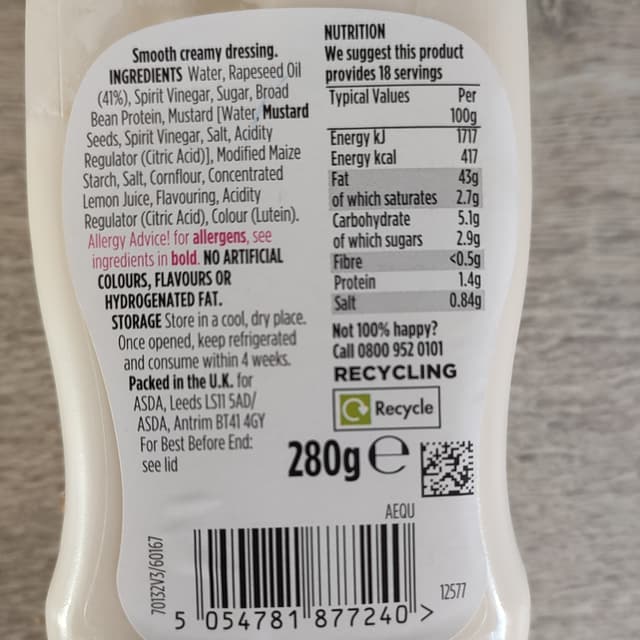 Smooth creamy dressing.
INGREDIENTS Water, Rapeseed Oil
(41%), Spirit Vinegar, Sugar, Broad
Bean Protein, Mustard [Water, Mustard
Seeds, Spirit Vinegar, Salt, Acidity
Regulator (Citric Acid)], Modified Maize
Starch, Salt, Cornflour, Concentrated
Lemon Juice, Flavouring, Acidity
Regulator (Citric Acid), Colour (Lutein).
Allergy Advice! for allergens, see
ingredients in bold. NO ARTIFICIAL
COLOURS, FLAVOURS OR
HYDROGENATED FAT.
STORAGE Store in a cool, dry place.
Once opened, keep refrigerated
and consume within 4 weeks.
Packed in the U.K. for
ASDA, Leeds LS11 5AD/
ASDA, Antrim BT41 4GY
For Best Before End:
see lid
NUTRITION
We suggest this product
provides 18 servings
Typical Values Per
100g
Energy kJ 1717
Energy kcal 417
Fat 43g
of which saturates 2.7g
Carbohydrate 5.1g
of which sugars 2.9g
Fibre <0.5g
Protein 1.4g
Salt 0.84g
Not 100% happy?
Call 0800 952 0101
RECYCLING
Recycle
280g e
AEQU
70132V3/60167
12577
5 054781 877240 >